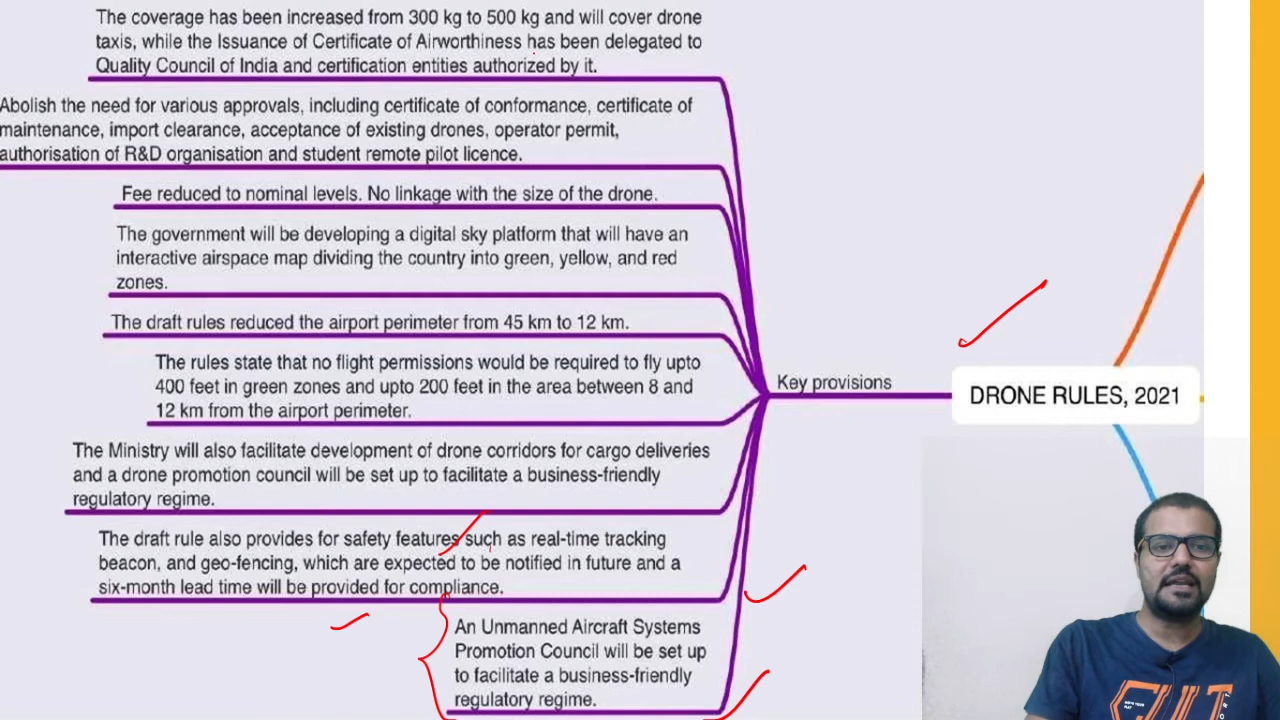 The coverage has been increased from 300 kg to 500 kg and will cover drone
taxis, while the Issuance of Certificate of Airworthiness has been delegated to
Quality Council of India and certification entities authorized by it.
Abolish the need for various approvals, including certificate of conformance, certificate of
maintenance, import clearance, acceptance of existing drones, operator permit,
authorisation of R&D organisation and student remote pilot licence.
Fee reduced to nominal levels. No linkage with the size of the drone.
The government will be developing a digital sky platform that will have an
interactive airspace map dividing the country into green, yellow, and red
zones.
The draft rules reduced the airport perimeter from 45 km to 12 km.
The rules state that no flight permissions would be required to fly upto
400 feet in green zones and upto 200 feet in the area between 8 and
12 km from the airport perimeter.
The Ministry will also facilitate development of drone corridors for cargo deliveries
and a drone promotion council will be set up to facilitate a business-friendly
regulatory regime.
The draft rule also provides for safety features such as real-time tracking
beacon, and geo-fencing, which are expected to be notified in future and a
six-month lead time will be provided for compliance.
An Unmanned Aircraft Systems
Promotion Council will be set up
to facilitate a business-friendly
regulatory regime.
Key provisions
DRONE RULES, 2021